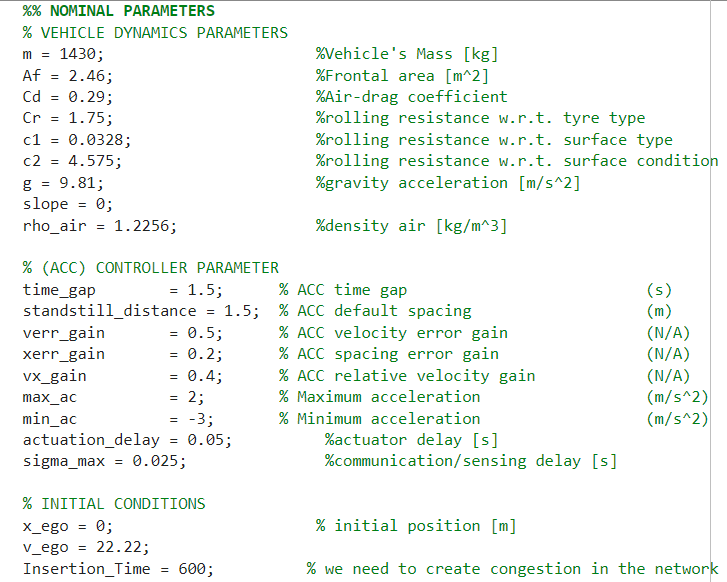 %% NOMINAL PARAMETERS
% VEHICLE DYNAMICS PARAMETERS
m = 1430; %Vehicle's Mass [kg]
Af = 2.46; %Frontal area [m^2]
Cd = 0.29; %Air-drag coefficient
Cr = 1.75; %rolling resistance w.r.t. tyre type
c1 = 0.0328; %rolling resistance w.r.t. surface type
c2 = 4.575; %rolling resistance w.r.t. surface condition
g = 9.81; %gravity acceleration [m/s^2]
slope = 0;
rho_air = 1.2256; %density air [kg/m^3]
% (ACC) CONTROLLER PARAMETER
time_gap = 1.5; % ACC time gap (s)
standstill_distance = 1.5; % ACC default spacing (m)
verr_gain = 0.5; % ACC velocity error gain (N/A)
xerr_gain = 0.2; % ACC spacing error gain (N/A)
vx_gain = 0.4; % ACC relative velocity gain (N/A)
max_ac = 2; % Maximum acceleration (m/s^2)
min_ac = -3; % Minimum acceleration (m/s^2)
actuation_delay = 0.05; %actuator delay [s]
sigma_max = 0.025; %communication/sensing delay [s]
% INITIAL CONDITIONS
x_ego = 0; % initial position [m]
v_ego = 22.22;
Insertion_Time = 600; % we need to create congestion in the network